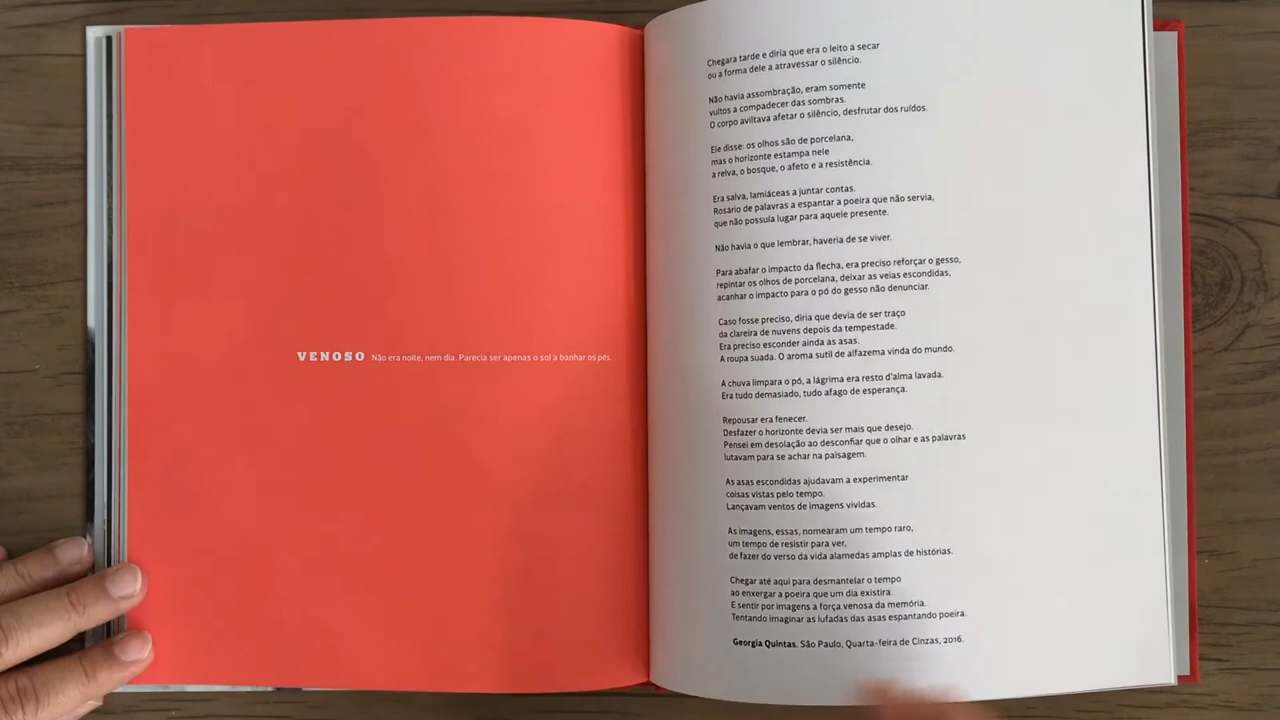 VENOSO Não era noite, nem dia. Parecia ser apenas o sol a banhar os pés.
Chegara tarde e diria que era o leito a secar
ou a forma dele a atravessar o silêncio.
Não havia assombração, eram somente
vultos a compadecer das sombras.
O corpo aviltava afetar o silêncio, desfrutar dos ruídos.
Ele disse: os olhos são de porcelana,
mas o horizonte estampa nele
a relva, o bosque, o afeto e a resistência.
Era salva, lamiáceas a juntar contas.
Rosário de palavras a espantar a poeira que não servia,
que não possuía lugar para aquele presente.
Não havia o que lembrar, haveria de se viver.
Para abafar o impacto da flecha, era preciso reforçar o gesso,
repintar os olhos de porcelana, deixar as veias escondidas,
acanhar o impacto para o pó do gesso não denunciar.
Caso fosse preciso, diria que devia de ser traço
da clareira de nuvens depois da tempestade.
Era preciso esconder ainda as asas.
A roupa suada. O aroma sutil de alfazema vinda do mundo.
A chuva limpara o pó, a lágrima era resto d'alma lavada.
Era tudo demasiado, tudo afago de esperança.
Repousar era fenecer.
Desfazer o horizonte devia ser mais que desejo.
Pensei em desolação ao desconfiar que o olhar e as palavras
lutavam para se achar na paisagem.
As asas escondidas ajudavam a experimentar
coisas vistas pelo tempo.
Lançavam ventos de imagens vividas.
As imagens, essas, nomearam um tempo raro,
um tempo de resistir para ver,
de fazer do verso da vida alamedas amplas de histórias.
Chegar até aqui para desmantelar o tempo
ao enxergar a poeira que um dia existira.
E sentir por imagens a força venosa da memória.
Tentando imaginar as lufadas das asas espantando poeira.
Georgia Quintas. São Paulo, Quarta-feira de Cinzas, 2016.